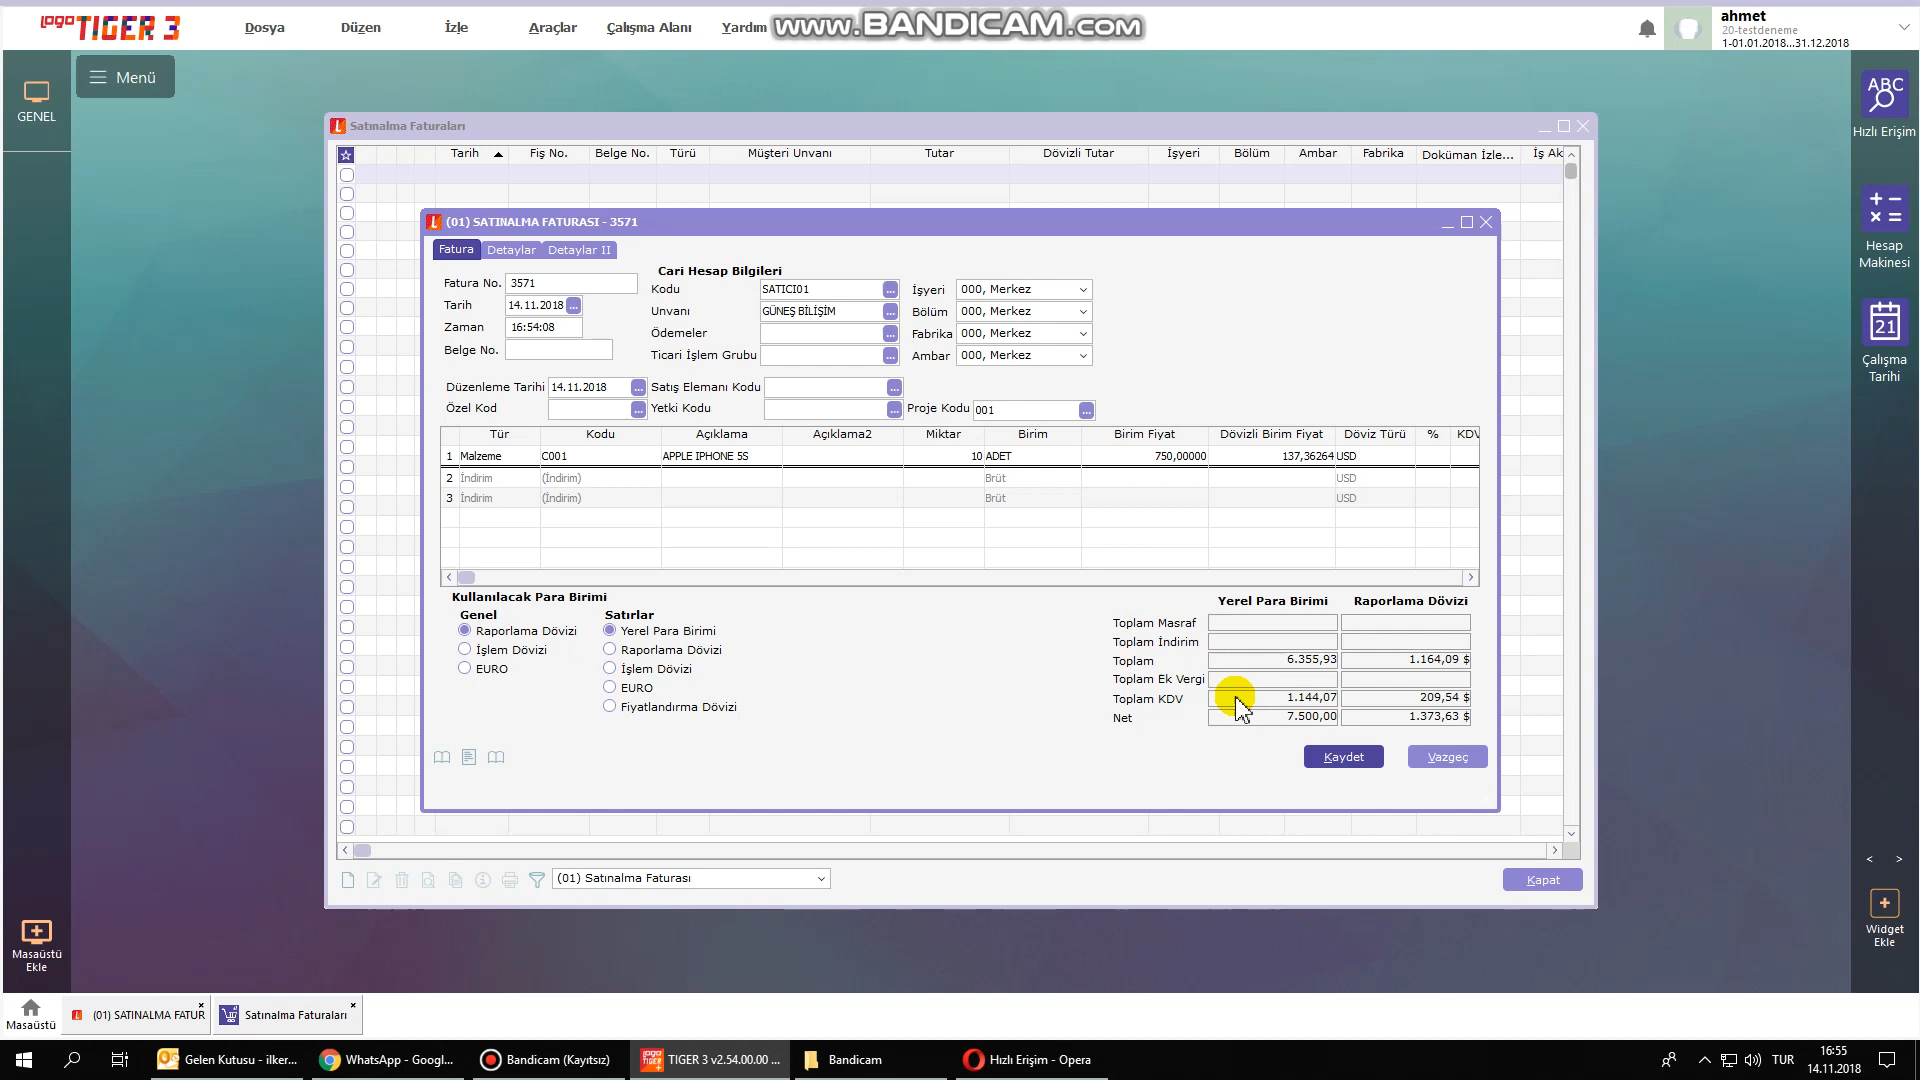 LOGO TIGER 3
Dosya Düzen İzle Araçlar Çalışma Alanı Yardım
www.BANDICAM.com
ahmet
20-testdeneme
1-01.01.2018...31.12.2018
Menü
GENEL
ABC
Hızlı Erişim
Hesap
Makinesi
21
Çalışma
Tarihi
Widget
Ekle
Masaüstü
Ekle
Satınalma Faturaları
Tarih Fiş No. Belge No. Türü Müşteri Unvanı Tutar Dövizli Tutar İşyeri Bölüm Ambar Fabrika Doküman İzle... İş Ak
(01) SATINALMA FATURASI - 3571
Fatura Detaylar Detaylar II
Fatura No. 3571
Tarih 14.11.2018
Zaman 16:54:08
Belge No.
Cari Hesap Bilgileri
Kodu SATICI01
Unvanı GÜNEŞ BİLİŞİM
Ödemeler
Ticari İşlem Grubu
İşyeri 000, Merkez
Bölüm 000, Merkez
Fabrika 000, Merkez
Ambar 000, Merkez
Düzenleme Tarihi 14.11.2018 Satış Elemanı Kodu
Özel Kod Yetki Kodu Proje Kodu 001
Tür Kodu Açıklama Açıklama2 Miktar Birim Birim Fiyat Dövizli Birim Fiyat Döviz Türü % KDV
1 Malzeme C001 APPLE IPHONE 5S 10 ADET 750,00000 137,36264 USD
2 İndirim (İndirim) Brüt USD
3 İndirim (İndirim) Brüt USD
Kullanılacak Para Birimi
Genel
Raporlama Dövizi
İşlem Dövizi
EURO
Satırlar
Yerel Para Birimi
Raporlama Dövizi
İşlem Dövizi
EURO
Fiyatlandırma Dövizi
Yerel Para Birimi Raporlama Dövizi
Toplam Masraf
Toplam İndirim
Toplam 6.355,93 1.164,09 $
Toplam Ek Vergi
Toplam KDV 1.144,07 209,54 $
Net 7.500,00 1.373,63 $
Kaydet Vazgeç
(01) Satınalma Faturası
Kapat
Masaüstü
(01) SATINALMA FATUR
Satınalma Faturaları
Gelen Kutusu - ilker...
WhatsApp - Googl...
Bandicam (Kayıtsız)
TIGER 3 v2.54.00.00 ...
Bandicam
Hızlı Erişim - Opera
TUR
16:55
14.11.2018